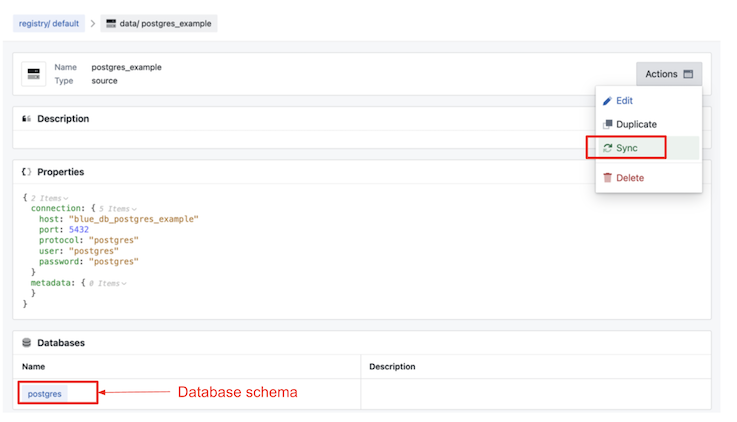 registry/ default > data/ postgres_example
Name postgres_example
Type source
Actions
Edit
Duplicate
Sync
Delete
Description
Properties
{ 2 Items
connection: { 5 Items
host: "blue_db_postgres_example"
port: 5432
protocol: "postgres"
user: "postgres"
password: "postgres"
}
metadata: { 0 Items
}
}
Databases
Name Description
postgres Database schema